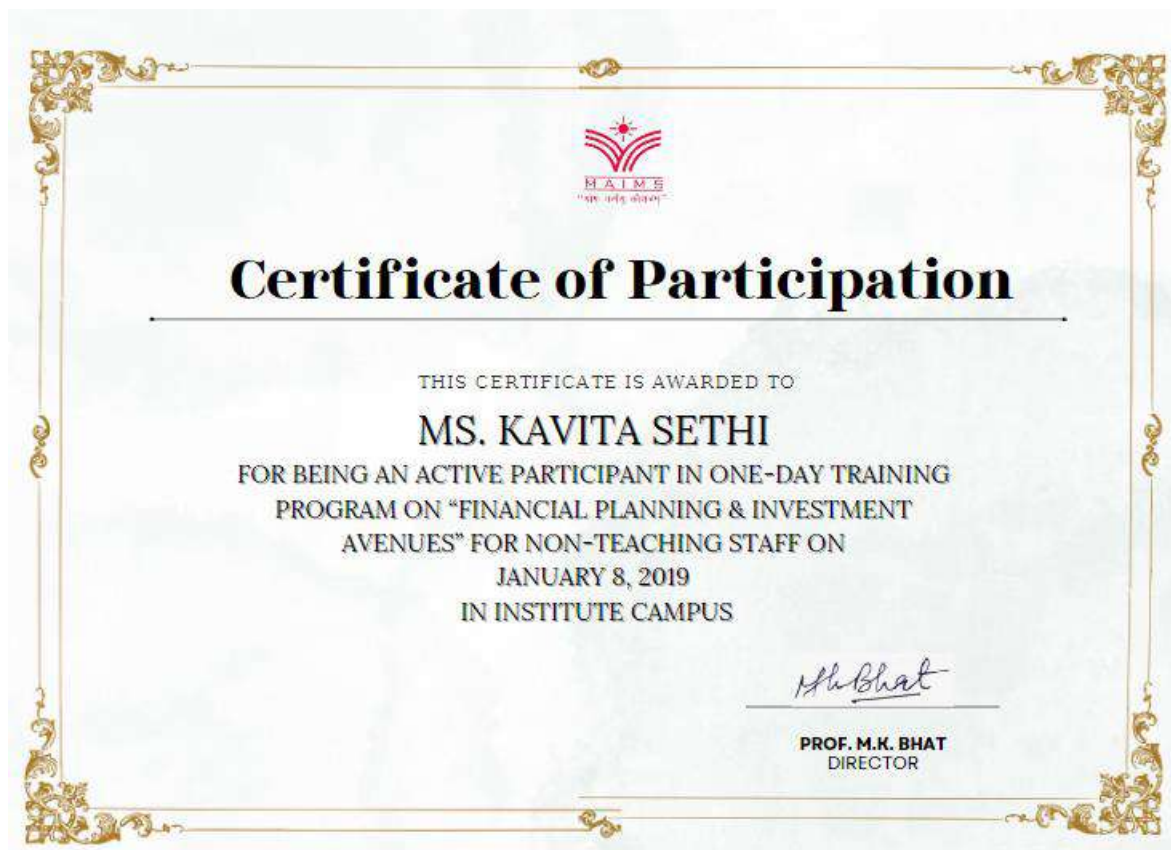 MAIMS
Certificate of Participation
THIS CERTIFICATE IS AWARDED TO
MS. KAVITA SETHI
FOR BEING AN ACTIVE PARTICIPANT IN ONE-DAY TRAINING
PROGRAM ON “FINANCIAL PLANNING & INVESTMENT
AVENUES” FOR NON-TEACHING STAFF ON
JANUARY 8, 2019
IN INSTITUTE CAMPUS
MkBhat
PROF. M.K. BHAT
DIRECTOR